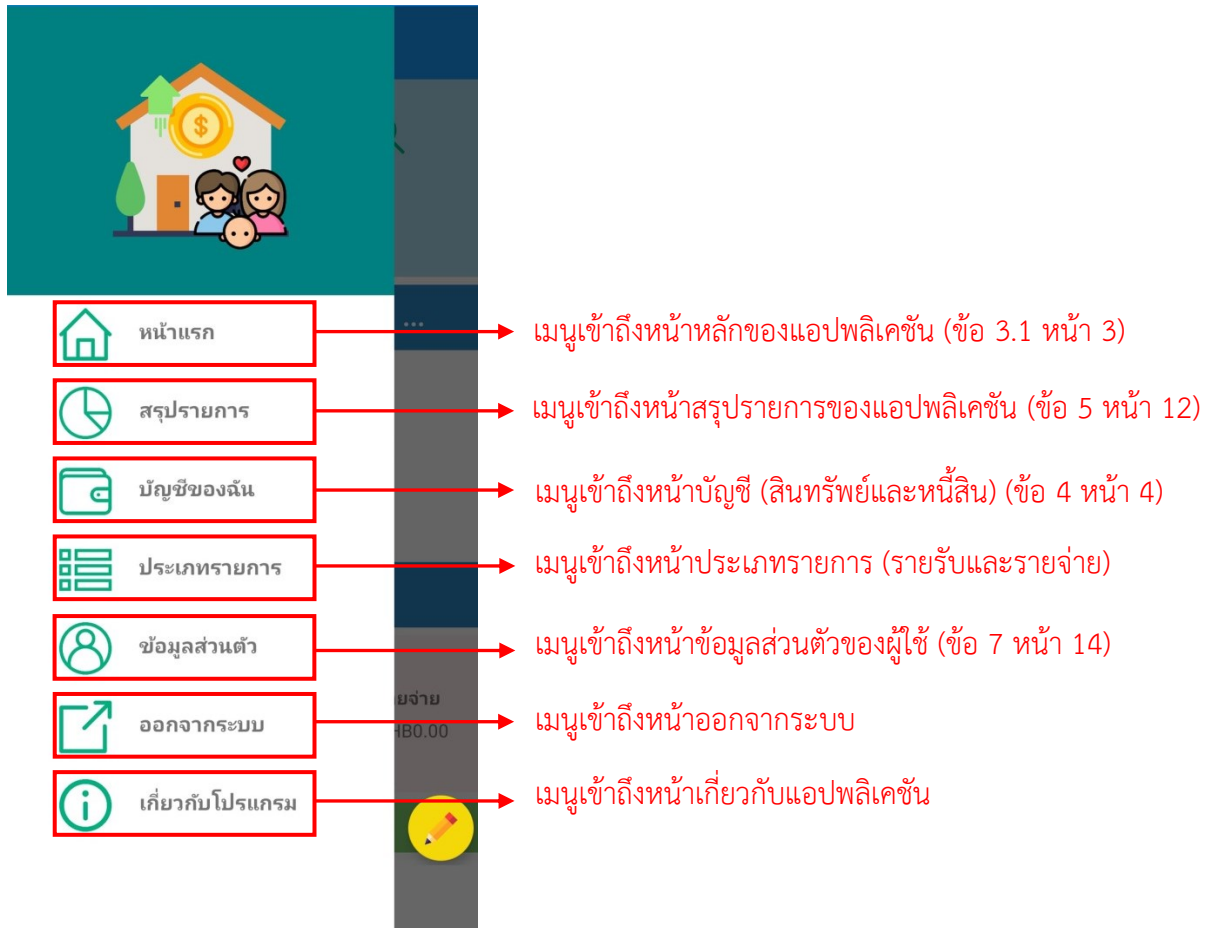 หน้าแรก
เมนูเข้าถึงหน้าหลักของแอปพลิเคชัน (ข้อ 3.1 หน้า 3)
สรุปรายการ
เมนูเข้าถึงหน้าสรุปรายการของแอปพลิเคชัน (ข้อ 5 หน้า 12)
บัญชีของฉัน
เมนูเข้าถึงหน้าบัญชี (สินทรัพย์และหนี้สิน) (ข้อ 4 หน้า 4)
ประเภทรายการ
เมนูเข้าถึงหน้าประเภทรายการ (รายรับและรายจ่าย)
ข้อมูลส่วนตัว
เมนูเข้าถึงหน้าข้อมูลส่วนตัวของผู้ใช้ (ข้อ 7 หน้า 14)
ยจ่าย
ออกจากระบบ
HB0.00
เมนูเข้าถึงหน้าออกจากระบบ
เกี่ยวกับโปรแกรม
เมนูเข้าถึงหน้าเกี่ยวกับแอปพลิเคชัน